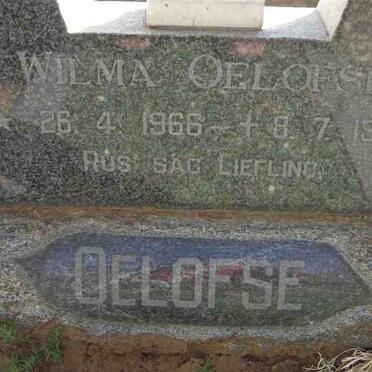 WILMA OELOFSE
* 26. 4. 1966 - + 8. 7. 19
RUS SAG LIEFLING
OELOFSE